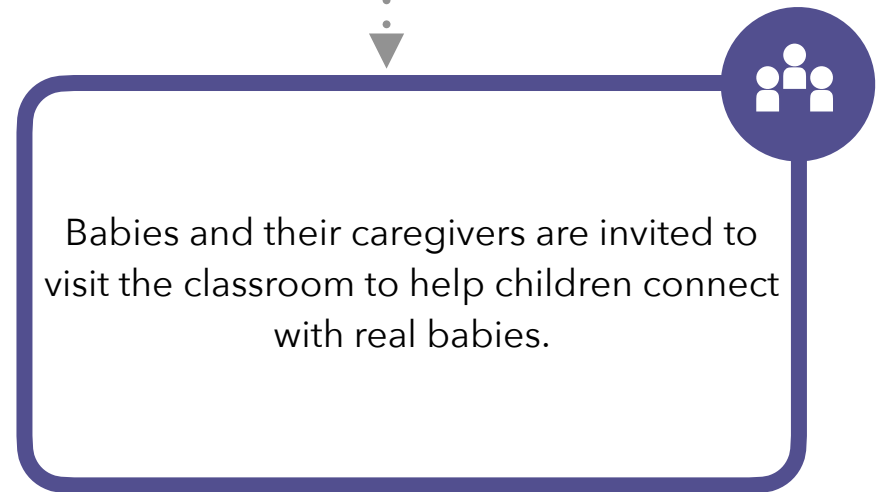 Babies and their caregivers are invited to
visit the classroom to help children connect
with real babies.